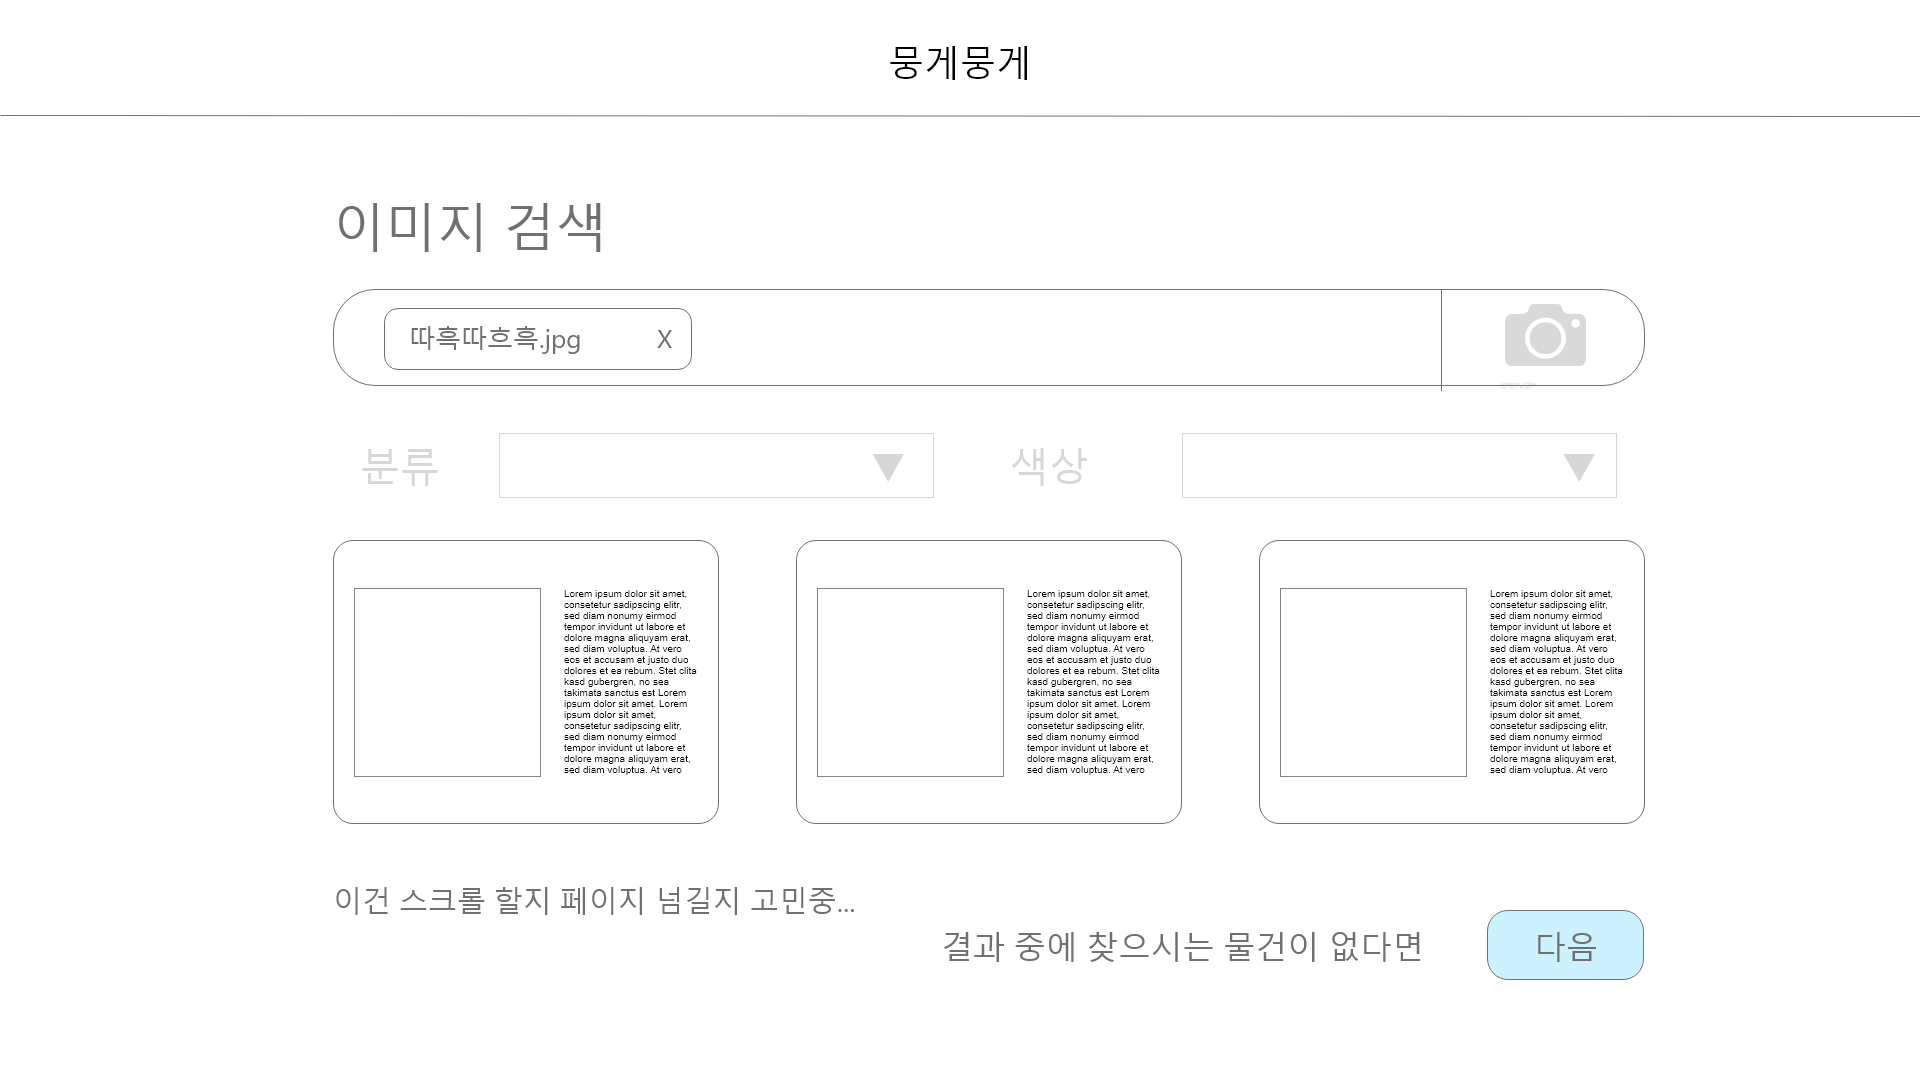 뭉게뭉게
이미지 검색
따흑따흐흑.jpg X
분류 ▼ 색상 ▼
Lorem ipsum dolor sit amet,
consetetur sadipscing elitr,
sed diam nonumy eirmod
tempor invidunt ut labore et
dolore magna aliquyam erat,
sed diam voluptua. At vero
eos et accusam et justo duo
dolores et ea rebum. Stet clita
kasd gubergren, no sea
takimata sanctus est Lorem
ipsum dolor sit amet. Lorem
ipsum dolor sit amet,
consetetur sadipscing elitr,
sed diam nonumy eirmod
tempor invidunt ut labore et
dolore magna aliquyam erat,
sed diam voluptua. At vero
Lorem ipsum dolor sit amet,
consetetur sadipscing elitr,
sed diam nonumy eirmod
tempor invidunt ut labore et
dolore magna aliquyam erat,
sed diam voluptua. At vero
eos et accusam et justo duo
dolores et ea rebum. Stet clita
kasd gubergren, no sea
takimata sanctus est Lorem
ipsum dolor sit amet. Lorem
ipsum dolor sit amet,
consetetur sadipscing elitr,
sed diam nonumy eirmod
tempor invidunt ut labore et
dolore magna aliquyam erat,
sed diam voluptua. At vero
Lorem ipsum dolor sit amet,
consetetur sadipscing elitr,
sed diam nonumy eirmod
tempor invidunt ut labore et
dolore magna aliquyam erat,
sed diam voluptua. At vero
eos et accusam et justo duo
dolores et ea rebum. Stet clita
kasd gubergren, no sea
takimata sanctus est Lorem
ipsum dolor sit amet. Lorem
ipsum dolor sit amet,
consetetur sadipscing elitr,
sed diam nonumy eirmod
tempor invidunt ut labore et
dolore magna aliquyam erat,
sed diam voluptua. At vero
이건 스크롤 할지 페이지 넘길지 고민중...
결과 중에 찾으시는 물건이 없다면 다음